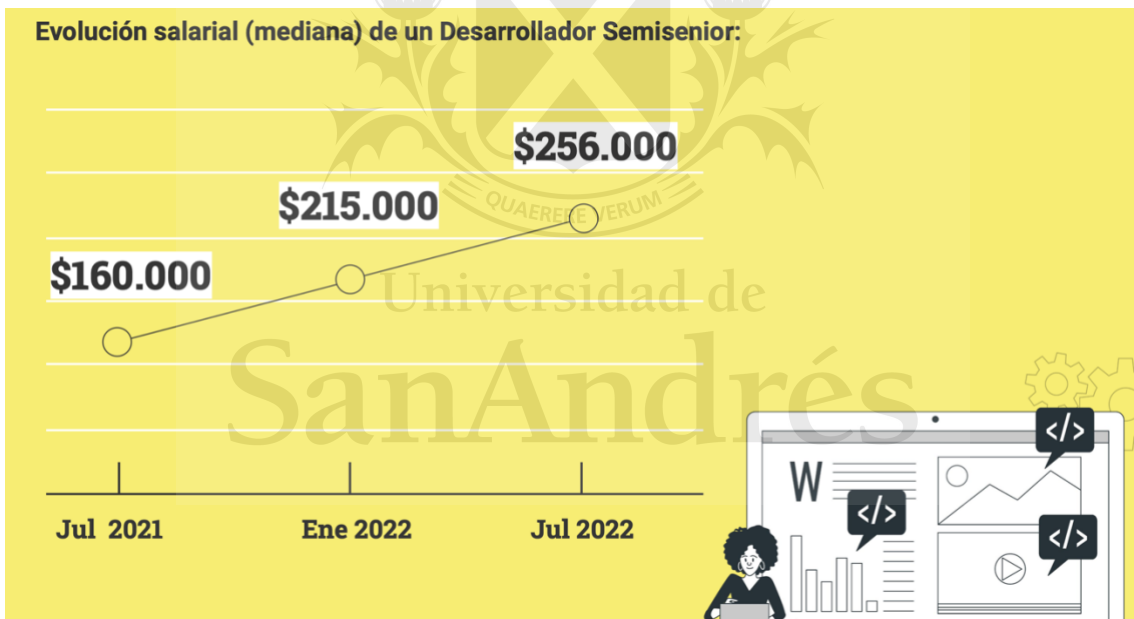 Evolución salarial (mediana) de un Desarrollador Semisenior:
$256.000
$215.000
$160.000
QUAERERE VERUM
Universidad de
SanAndrés
Jul 2021
Ene 2022
Jul 2022
</>
W
</>
</>